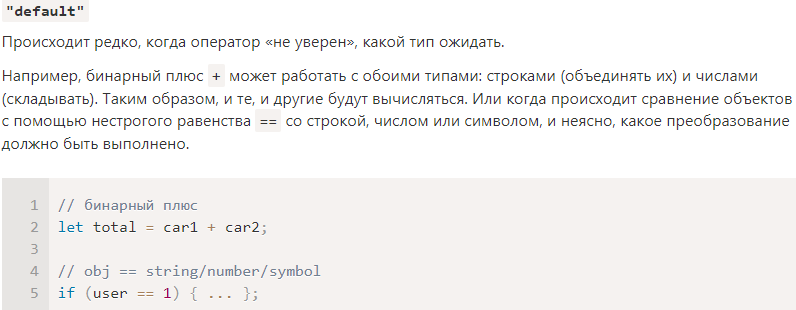 "default"
Происходит редко, когда оператор «не уверен», какой тип ожидать.
Например, бинарный плюс + может работать с обоими типами: строками (объединять их) и числами
(складывать). Таким образом, и те, и другие будут вычисляться. Или когда происходит сравнение объектов
с помощью нестрогого равенства == со строкой, числом или символом, и неясно, какое преобразование
должно быть выполнено.
1 // бинарный плюс
2 let total = car1 + car2;
3
4 // obj == string/number/symbol
5 if (user == 1) { ... };